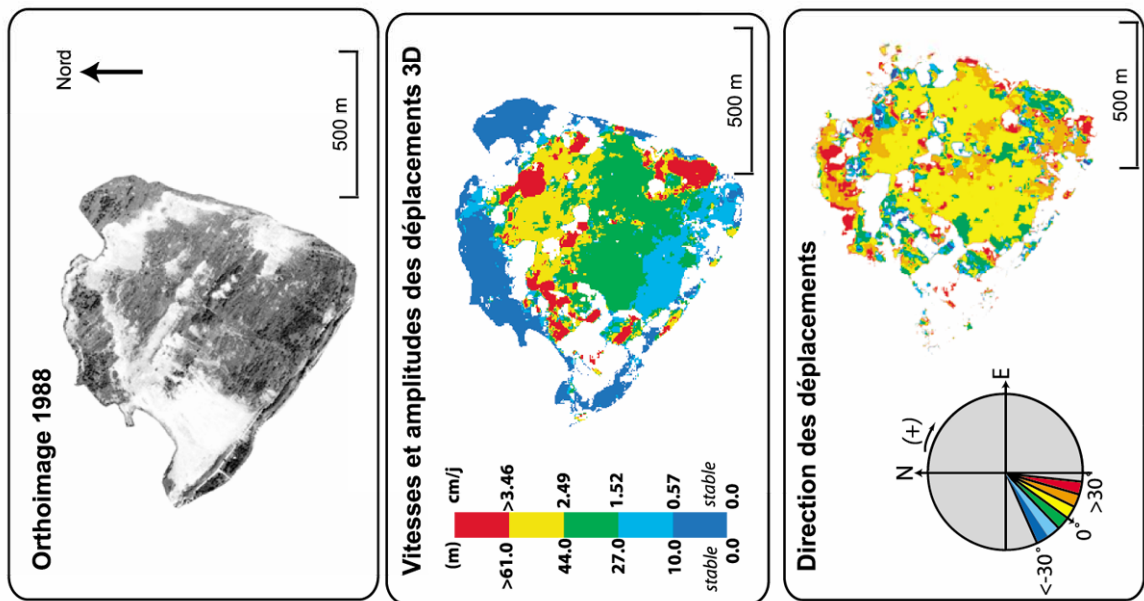 Orthoimage 1988
Nord
500 m
Vitesses et amplitudes des déplacements 3D
(m) cm/j
>61.0 >3.46
44.0 2.49
27.0 1.52
10.0 0.57
stable stable
0.0 0.0
500 m
Direction des déplacements
N (+)
E
<-30°
0°
>30
500 m